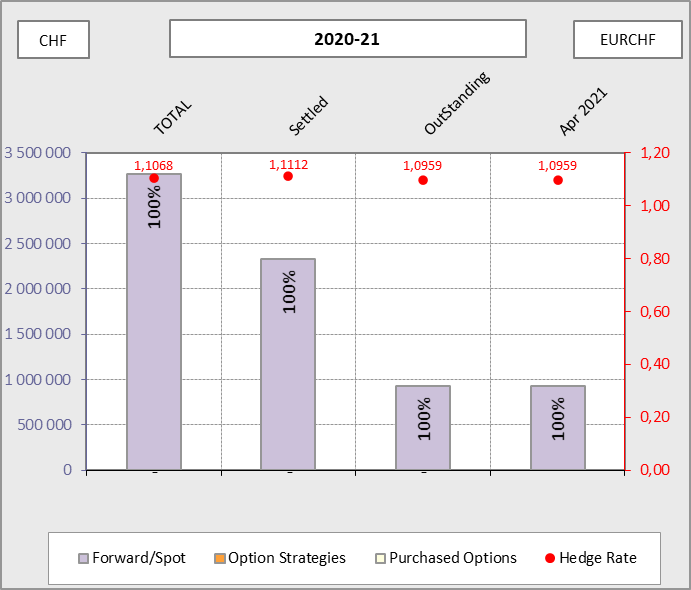 CHF
2020-21
EURCHF
TOTAL
Settled
OutStanding
Apr 2021
3 500 000
3 000 000
2 500 000
2 000 000
1 500 000
1 000 000
500 000
0
1,1068
1,1112
1,0959
1,0959
100%
100%
100%
100%
1,20
1,00
0,80
0,60
0,40
0,20
0,00
Forward/Spot
Option Strategies
Purchased Options
Hedge Rate